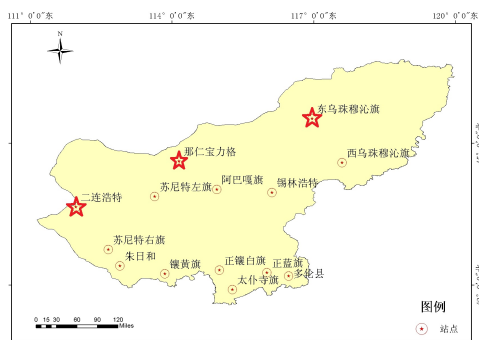 111° 0′0″东
114° 0′0″东
117° 0′0″东
120° 0′0″东
N
东乌珠穆沁旗
那仁宝力格
西乌珠穆沁旗
阿巴嘎旗
锡林浩特
苏尼特左旗
二连浩特
苏尼特右旗
朱日和
镶黄旗
正镶白旗
正蓝旗
多伦县
太仆寺旗
图例
站点
0 15 30 60 90 120
Miles